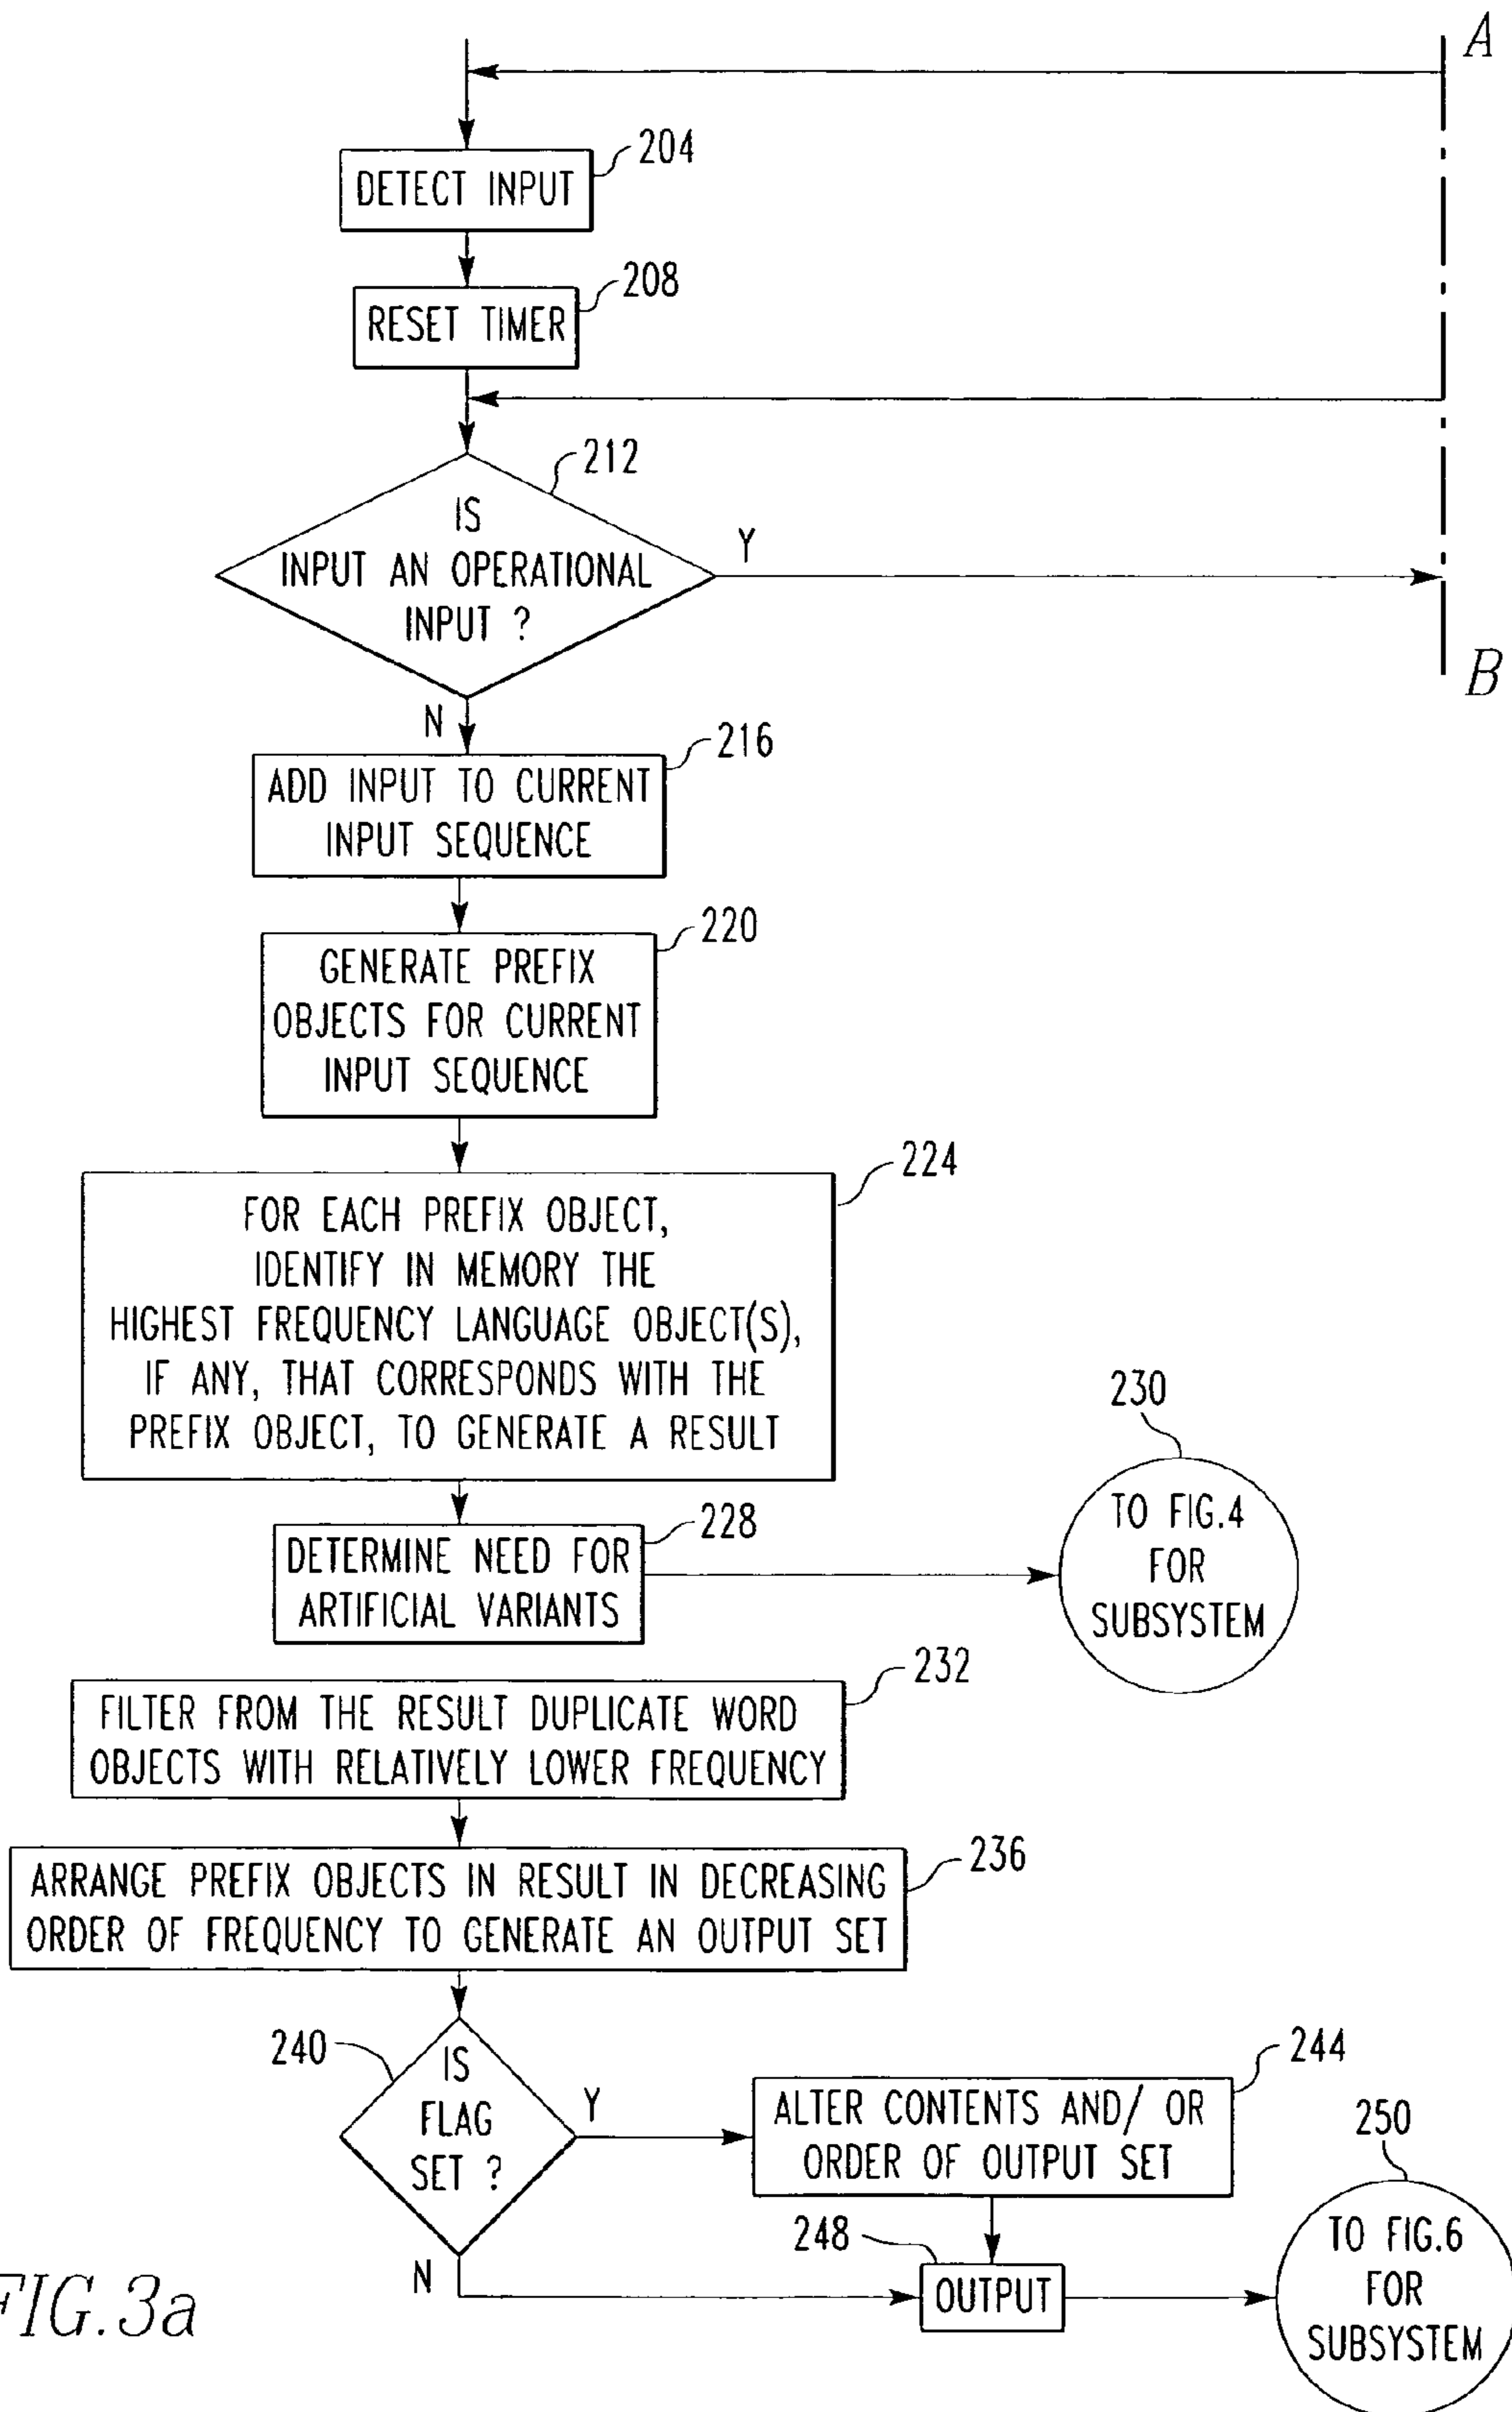 A
204
DETECT INPUT
208
RESET TIMER
212
IS
INPUT AN OPERATIONAL
INPUT ?
Y
B
N
216
ADD INPUT TO CURRENT
INPUT SEQUENCE
220
GENERATE PREFIX
OBJECTS FOR CURRENT
INPUT SEQUENCE
224
FOR EACH PREFIX OBJECT,
IDENTIFY IN MEMORY THE
HIGHEST FREQUENCY LANGUAGE OBJECT(S),
IF ANY, THAT CORRESPONDS WITH THE
PREFIX OBJECT, TO GENERATE A RESULT
228
DETERMINE NEED FOR
ARTIFICIAL VARIANTS
230
TO FIG.4
FOR
SUBSYSTEM
232
FILTER FROM THE RESULT DUPLICATE WORD
OBJECTS WITH RELATIVELY LOWER FREQUENCY
236
ARRANGE PREFIX OBJECTS IN RESULT IN DECREASING
ORDER OF FREQUENCY TO GENERATE AN OUTPUT SET
240
IS
FLAG
SET ?
Y
244
ALTER CONTENTS AND/ OR
ORDER OF OUTPUT SET
N
248
OUTPUT
250
TO FIG.6
FOR
SUBSYSTEM
FIG.3a